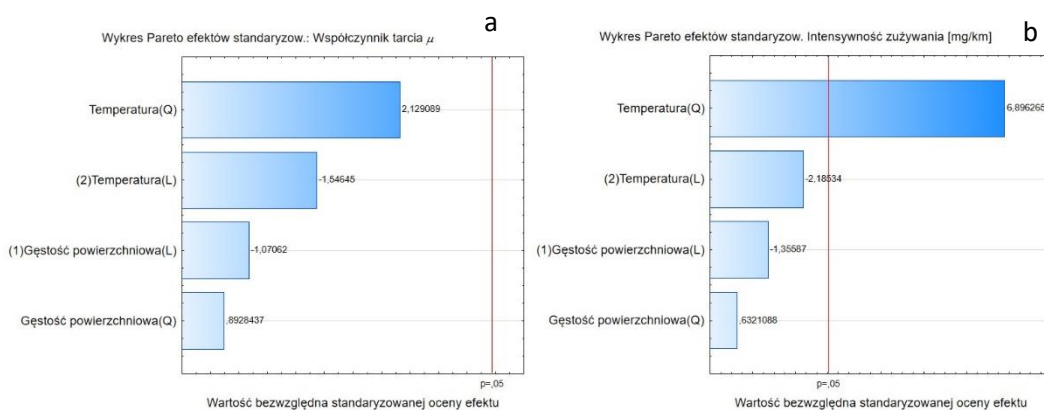 a
Wykres Pareto efektów standaryzow.: Współczynnik tarcia μ
Temperatura(Q)
2,129089
(2)Temperatura(L)
-1,54645
(1)Gęstość powierzchniowa(L)
-1,07062
Gęstość powierzchniowa(Q)
,8928437
p=,05
Wartość bezwzględna standaryzowanej oceny efektu
b
Wykres Pareto efektów standaryzow. Intensywność zużywania [mg/km]
Temperatura(Q)
6,896265
(2)Temperatura(L)
-2,18534
(1)Gęstość powierzchniowa(L)
-1,35587
Gęstość powierzchniowa(Q)
,6321088
p=,05
Wartość bezwzględna standaryzowanej oceny efektu